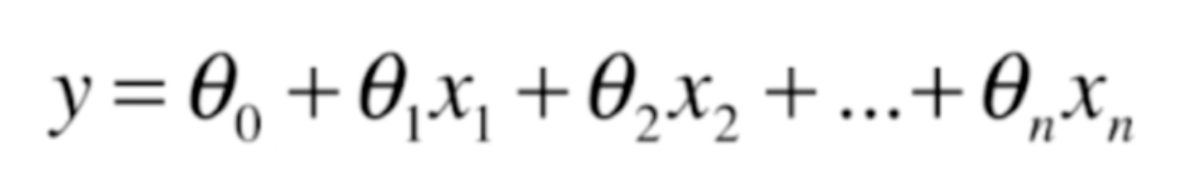 y = θ₀ + θ₁x₁ + θ₂x₂ + ... + θₙxₙ